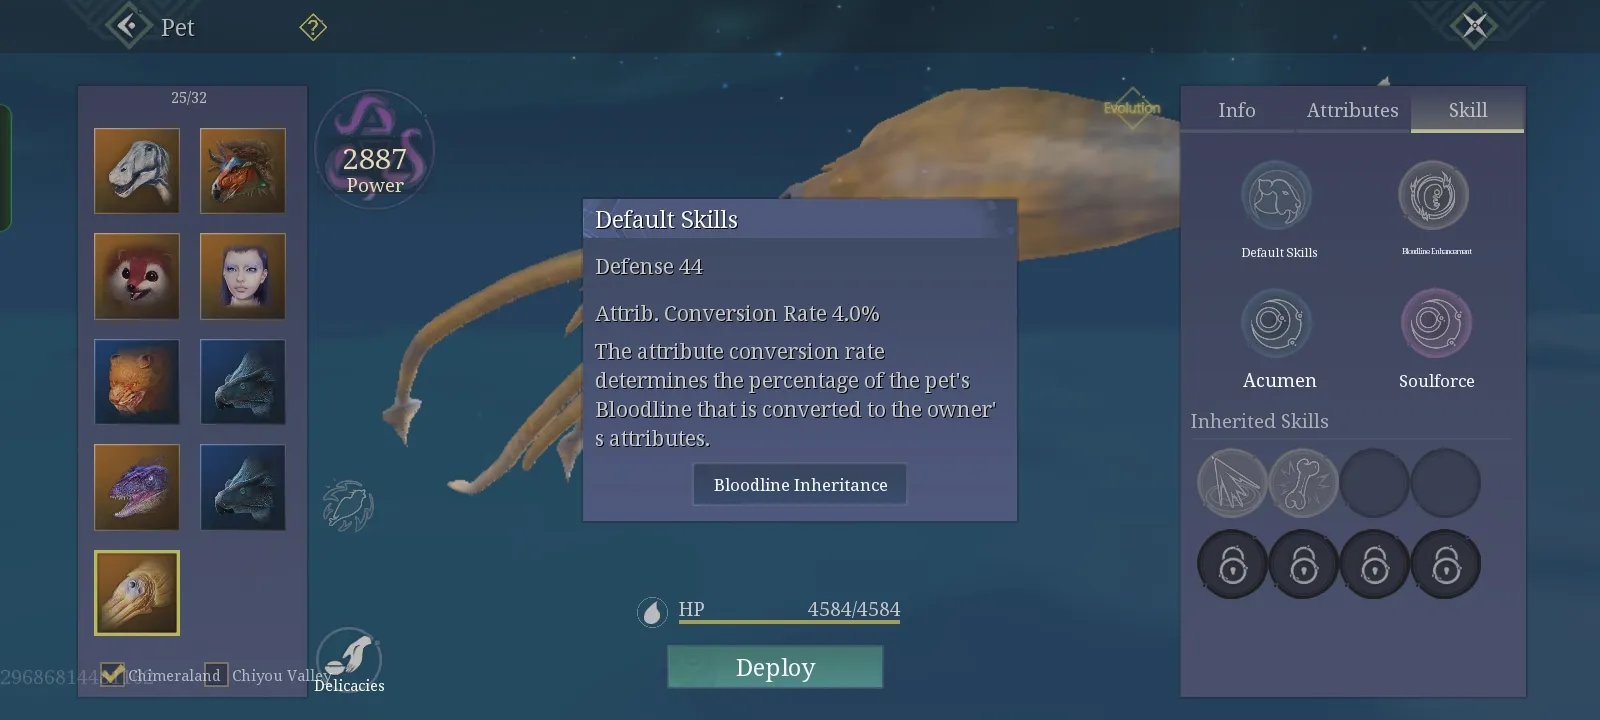 Pet
?
25/32
2887
Power
Evolution
Info
Attributes
Skill
Default Skills
Defense 44
Attrib. Conversion Rate 4.0%
The attribute conversion rate
determines the percentage of the pet's
Bloodline that is converted to the owner'
s attributes.
Bloodline Inheritance
Default Skills
Bloodline Enhancement
Acumen
Soulforce
Inherited Skills
HP
4584/4584
Deploy
Chimeraland
Chiyou Valley
Delicacies